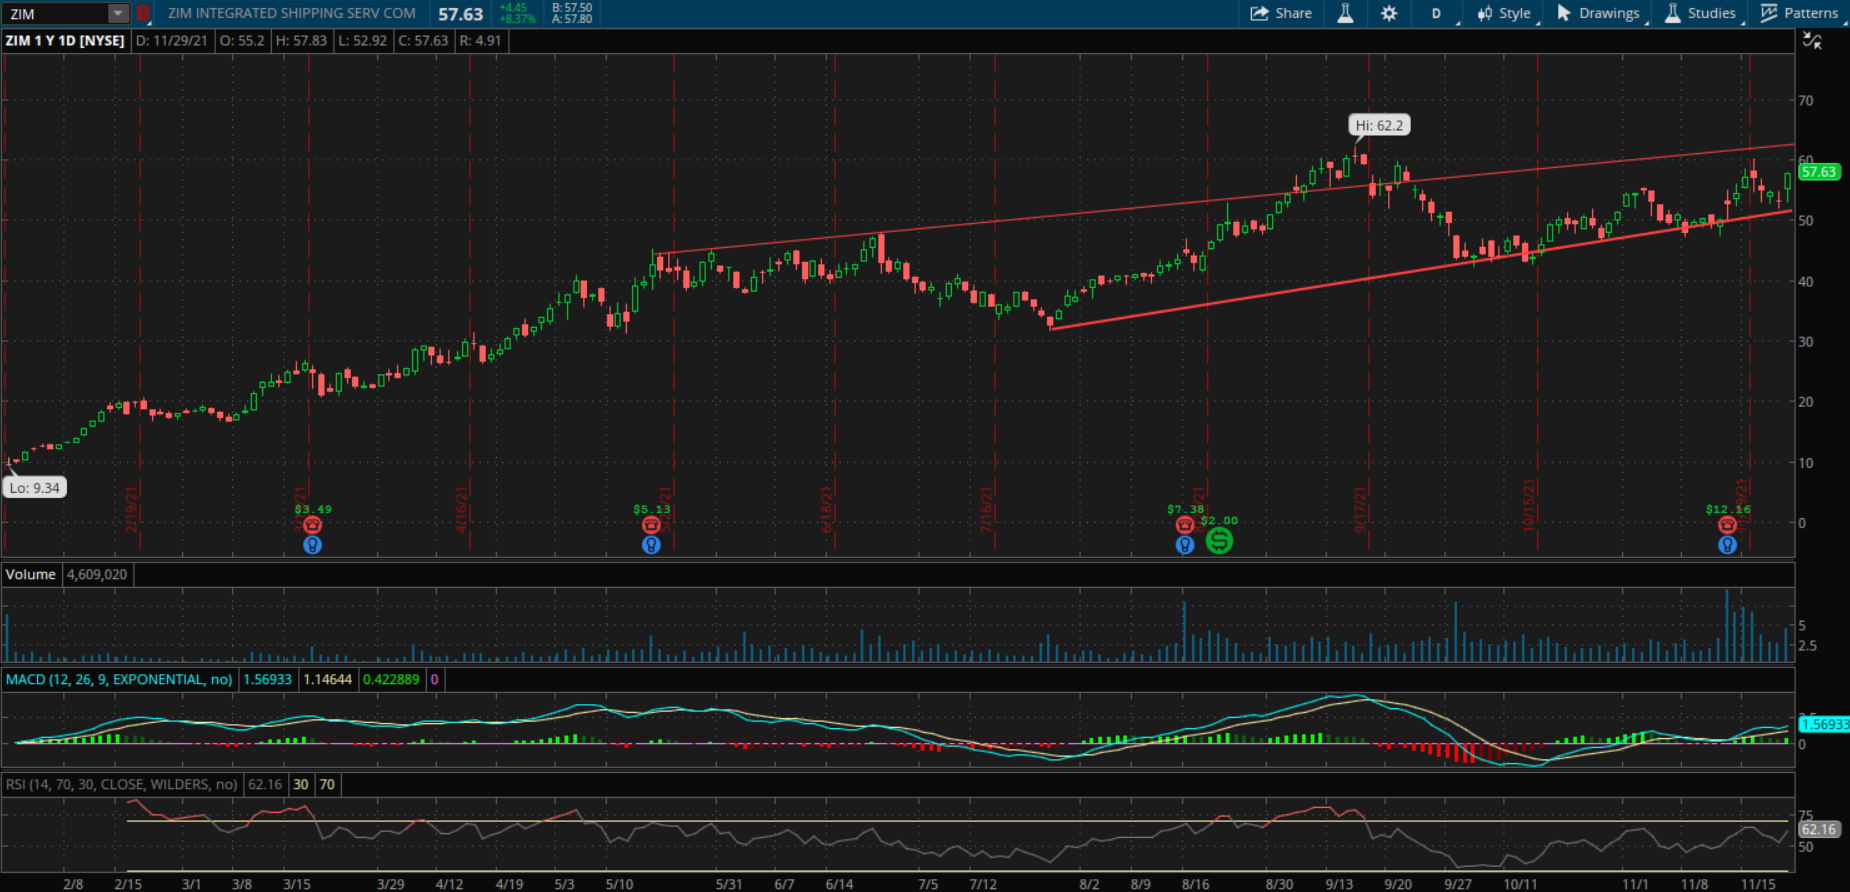 ZIM 1 ZIM INTEGRATED SHIPPING SERV COM 57.63 +4.45 +8.37% B: 57.50 A: 57.80 Share D Style Drawings Studies Patterns
ZIM 1 Y 1D [NYSE] D: 11/29/21 O: 55.2 H: 57.83 L: 52.92 C: 57.63 R: 4.91
70
Hi: 62.2
60
57.63
50
40
30
20
10
Lo: 9.34
2/19/21 4/16/21 6/18/21 7/16/21 9/17/21 10/15/21
$3.49 $5.13 $7.38 $2.00 $12.16
0
Volume 4,609,020
5
2.5
MACD (12, 26, 9, EXPONENTIAL, no) 1.56933 1.14644 0.422889 0
1.56933
0
RSI (14, 70, 30, CLOSE, WILDERS, no) 62.16 30 70
75
62.16
50
2/8 2/15 3/1 3/8 3/15 3/29 4/12 4/19 5/3 5/10 5/31 6/7 6/14 7/5 7/12 8/2 8/9 8/16 8/30 9/13 9/20 9/27 10/11 11/1 11/8 11/15